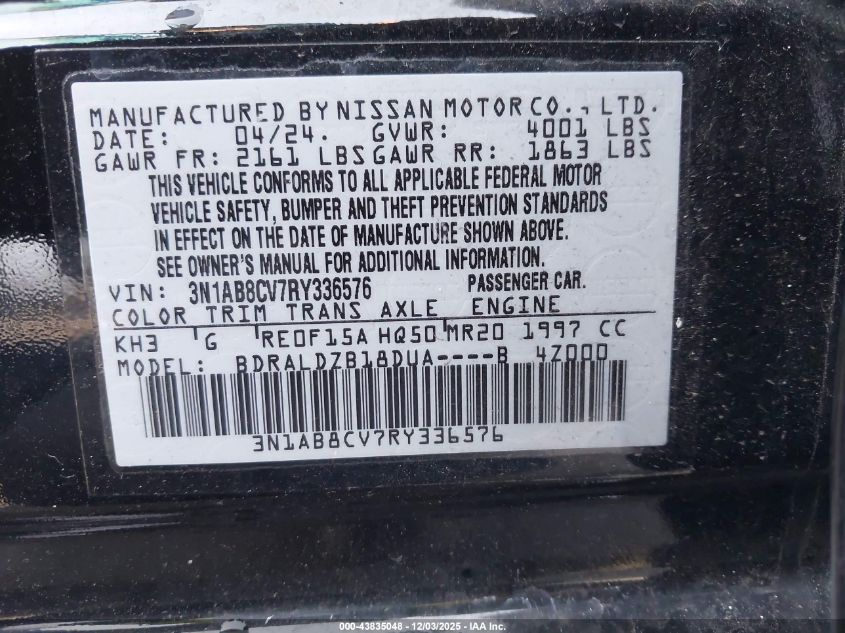 MANUFACTURED BY NISSAN MOTOR CO., LTD.
DATE: 04/24. GVWR: 4001 LBS
GAWR FR: 2161 LBS GAWR RR: 1863 LBS
THIS VEHICLE CONFORMS TO ALL APPLICABLE FEDERAL MOTOR
VEHICLE SAFETY, BUMPER AND THEFT PREVENTION STANDARDS
IN EFFECT ON THE DATE OF MANUFACTURE SHOWN ABOVE.
SEE OWNER'S MANUAL FOR ADDITIONAL INFORMATION.
VIN: 3N1AB8CV7RY336576 PASSENGER CAR.
COLOR TRIM TRANS AXLE ENGINE
KH3 G RE0F15A HQ50 MR20 1997 CC
MODEL: BDRALDZB18DUA----B 4Z000
3N1AB8CV7RY336576
000-43835048 - 12/03/2025 - IAA Inc.